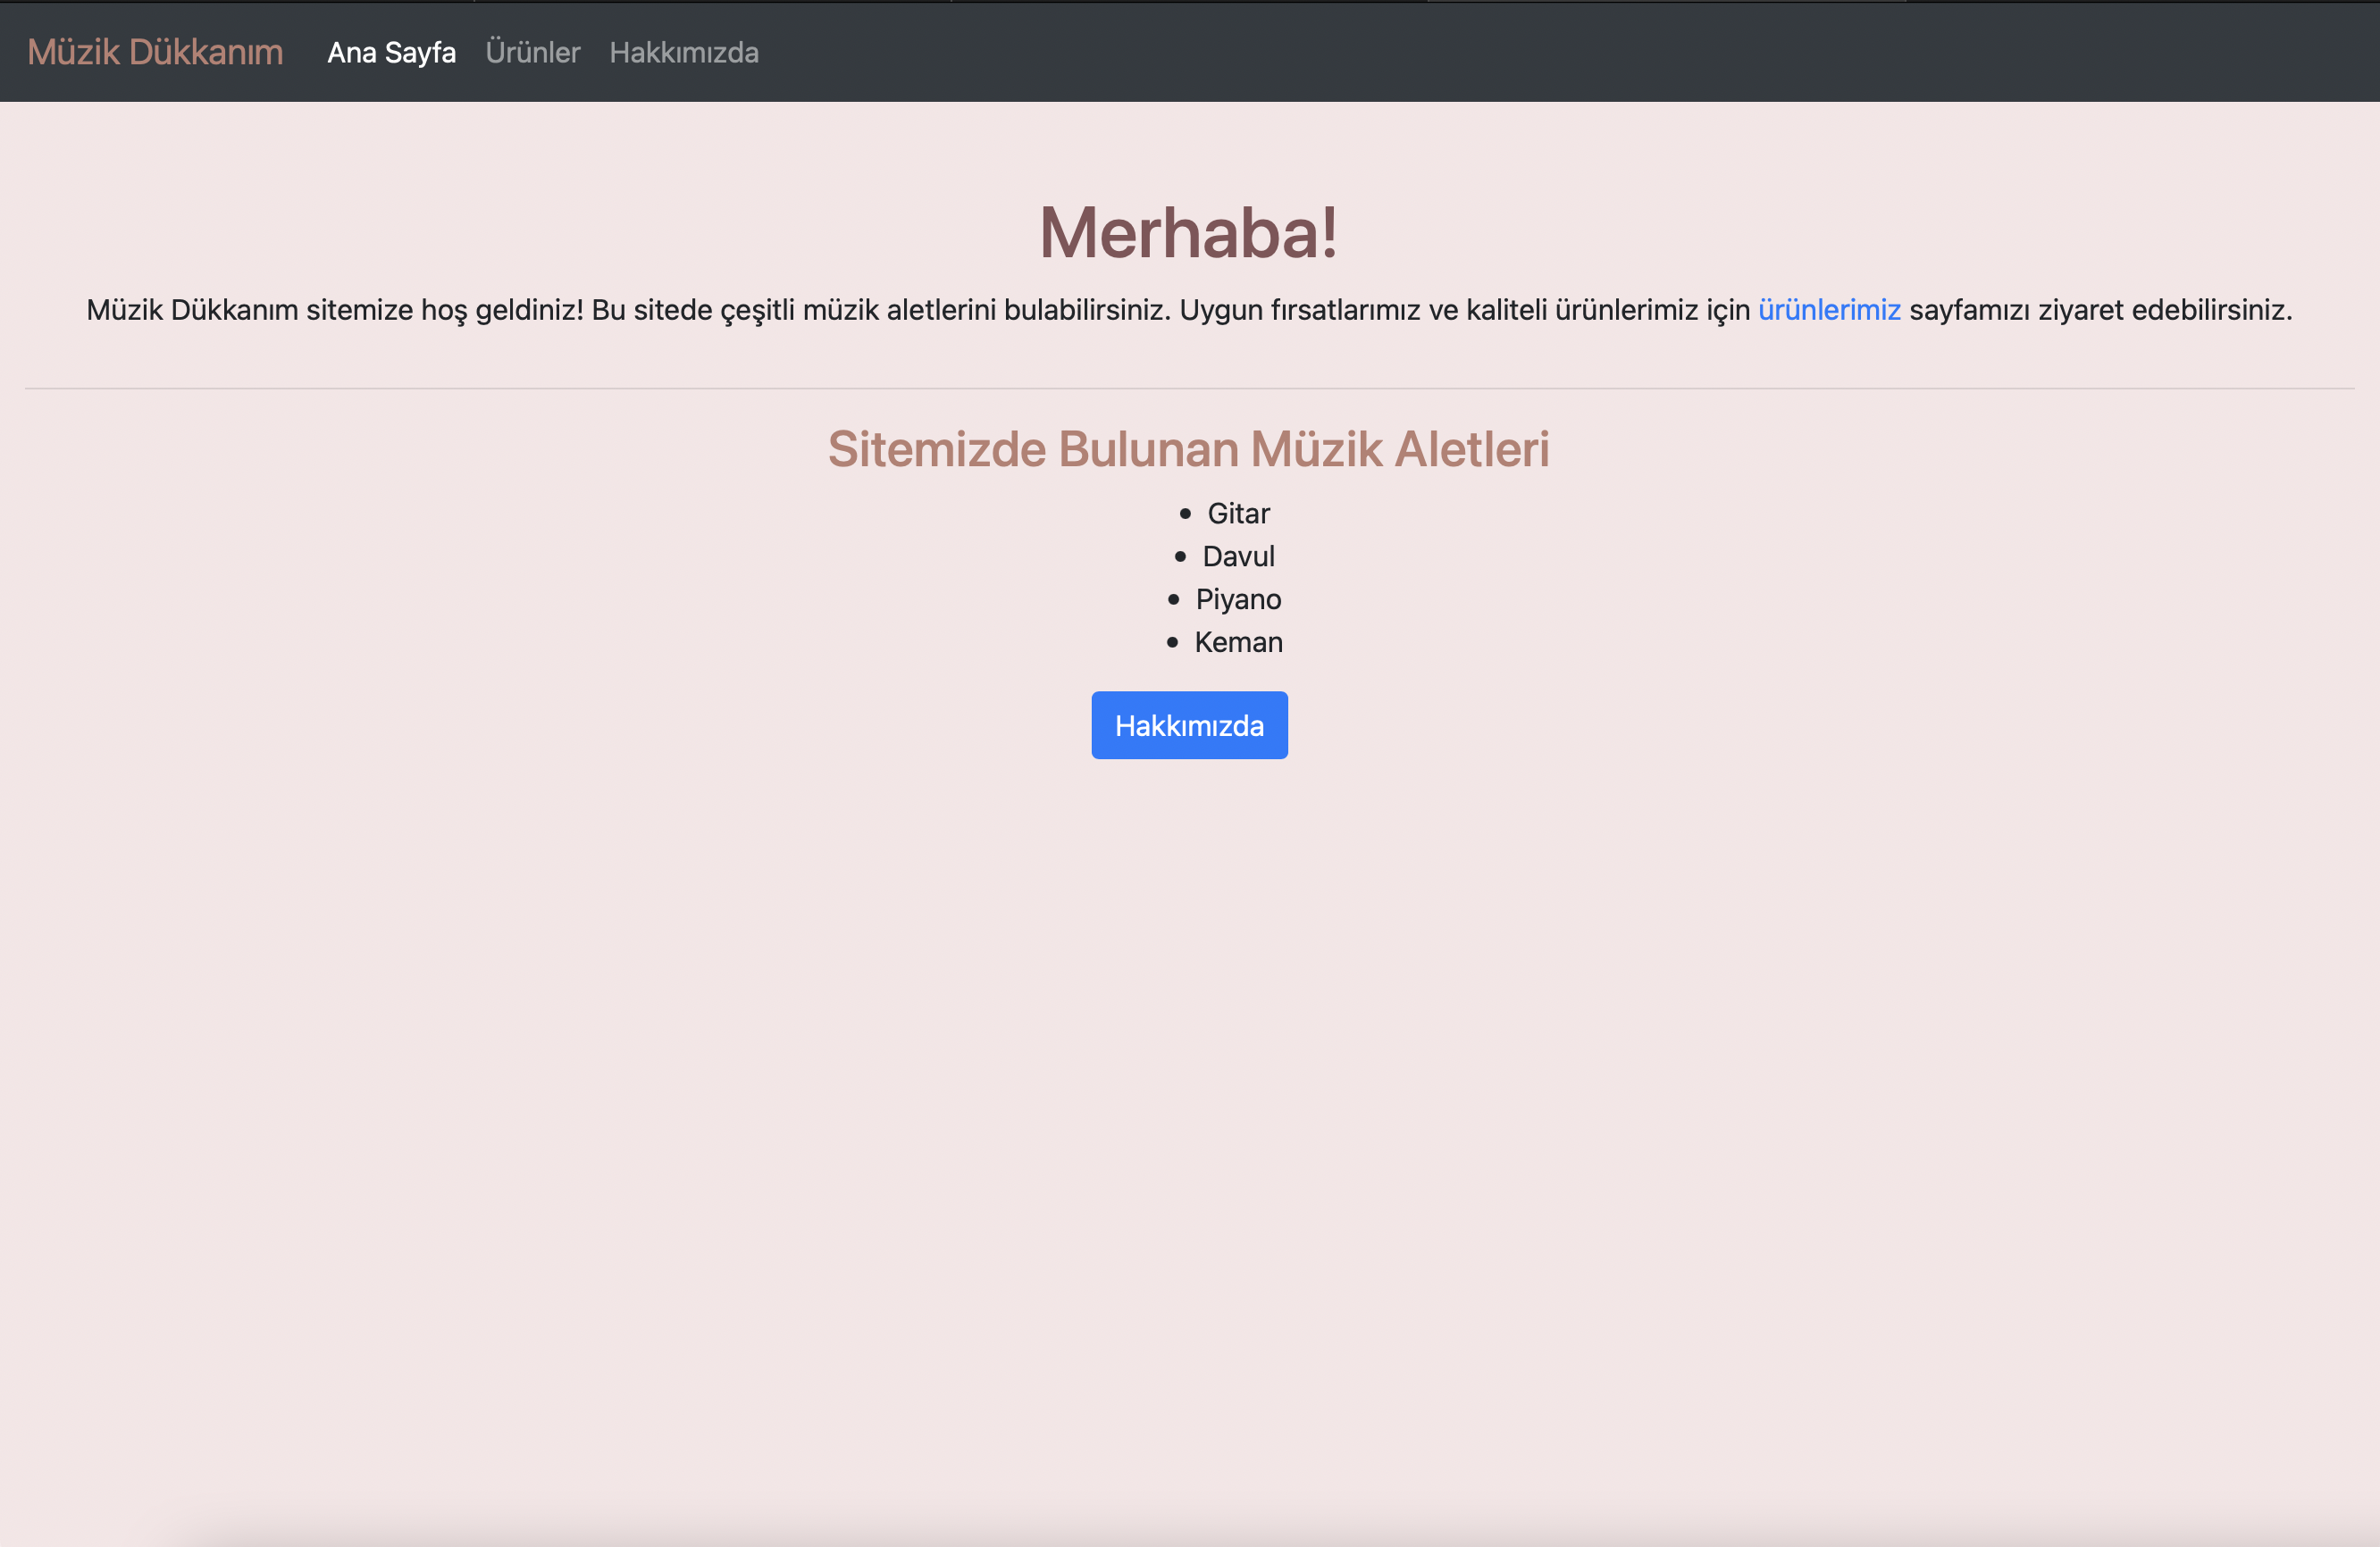 Müzik Dükkanım Ana Sayfa Ürünler Hakkımızda
Merhaba!
Müzik Dükkanım sitemize hoş geldiniz! Bu sitede çeşitli müzik aletlerini bulabilirsiniz. Uygun fırsatlarımız ve kaliteli ürünlerimiz için ürünlerimiz sayfamızı ziyaret edebilirsiniz.
Sitemizde Bulunan Müzik Aletleri
• Gitar
• Davul
• Piyano
• Keman
Hakkımızda